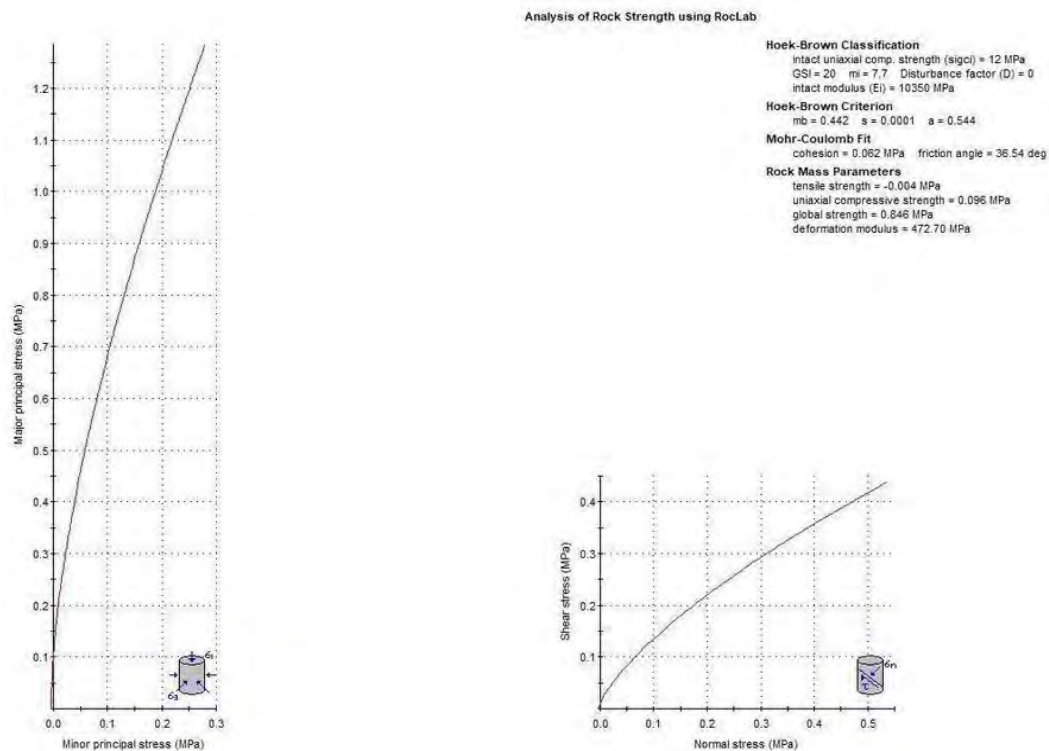 Analysis of Rock Strength using RocLab
Hoek-Brown Classification
intact uniaxial comp. strength (sigci) = 12 MPa
GSI = 20 mi = 7.7 Disturbance factor (D) = 0
intact modulus (Ei) = 10350 MPa
Hoek-Brown Criterion
mb = 0.442 s = 0.0001 a = 0.544
Mohr-Coulomb Fit
cohesion = 0.062 MPa friction angle = 36.54 deg
Rock Mass Parameters
tensile strength = -0.004 MPa
uniaxial compressive strength = 0.096 MPa
global strength = 0.846 MPa
deformation modulus = 472.70 MPa
Major principal stress (MPa)
1.2
1.1
1.0
0.9
0.8
0.7
0.6
0.5
0.4
0.3
0.2
0.1
σ1
σ3
0.0 0.1 0.2 0.3
Minor principal stress (MPa)
Shear stress (MPa)
0.4
0.3
0.2
0.1
σn
τ
0.0 0.1 0.2 0.3 0.4 0.5
Normal stress (MPa)